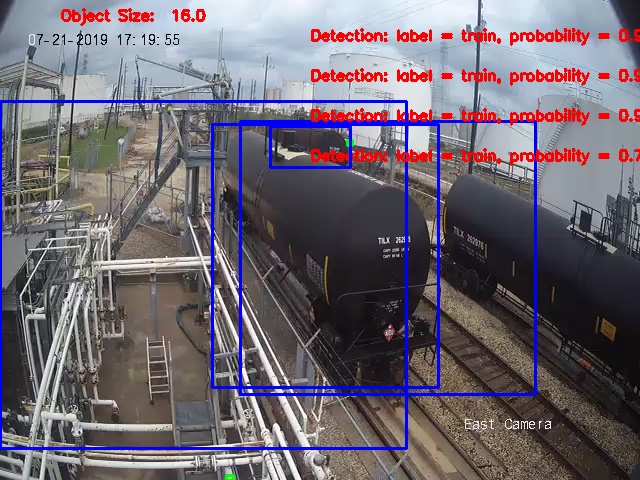 Object Size: 16.0
07-21-2019 17:19:55
Detection: label = train, probability = 0.9
Detection: label = train, probability = 0.9
Detection: label = train, probability = 0.9
Detection: label = train, probability = 0.7
TILX
TILX 262976
East Camera